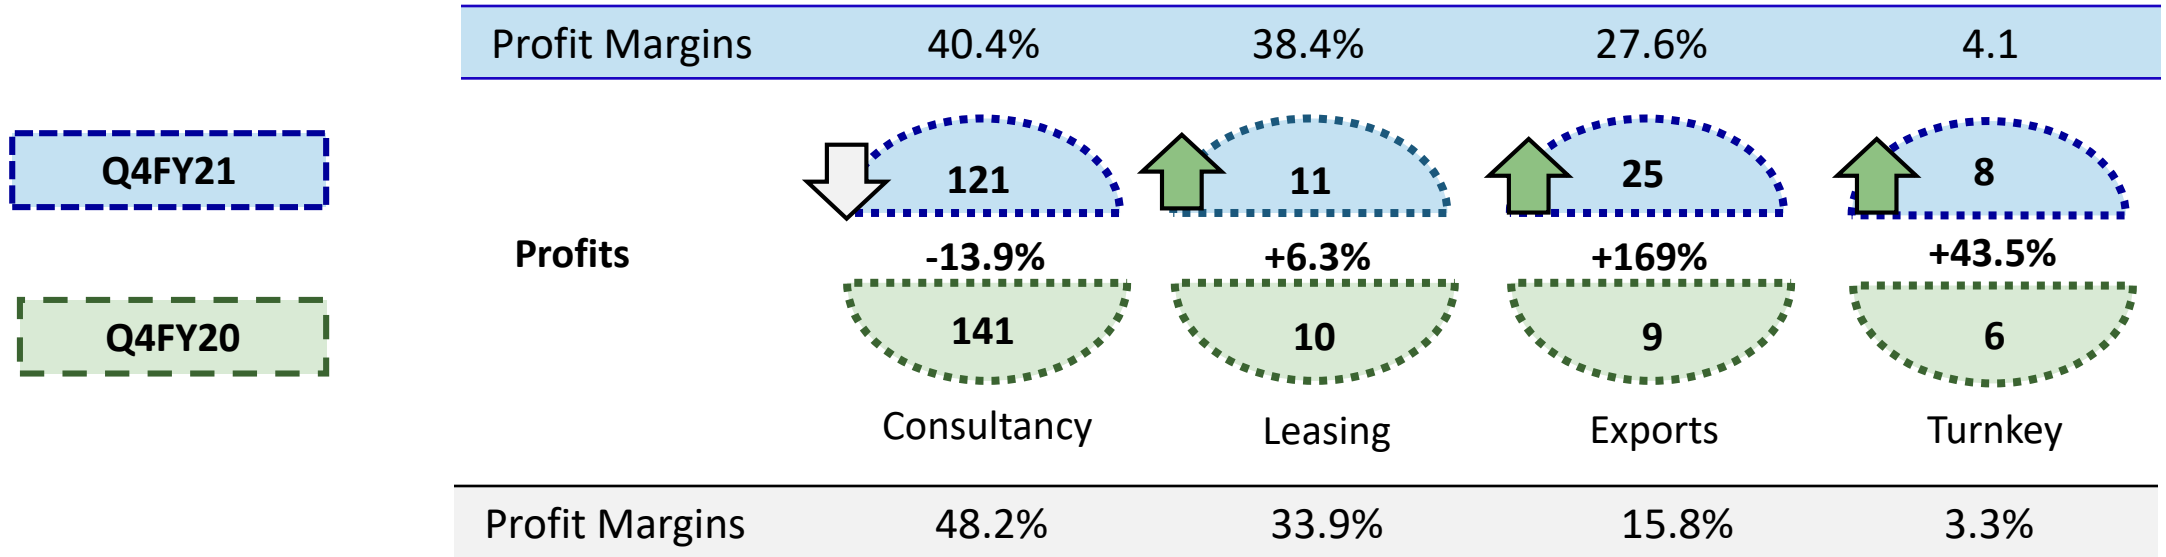 Profit Margins 40.4% 38.4% 27.6% 4.1
Q4FY21 121 11 25 8
Profits -13.9% +6.3% +169% +43.5%
Q4FY20 141 10 9 6
Consultancy Leasing Exports Turnkey
Profit Margins 48.2% 33.9% 15.8% 3.3%